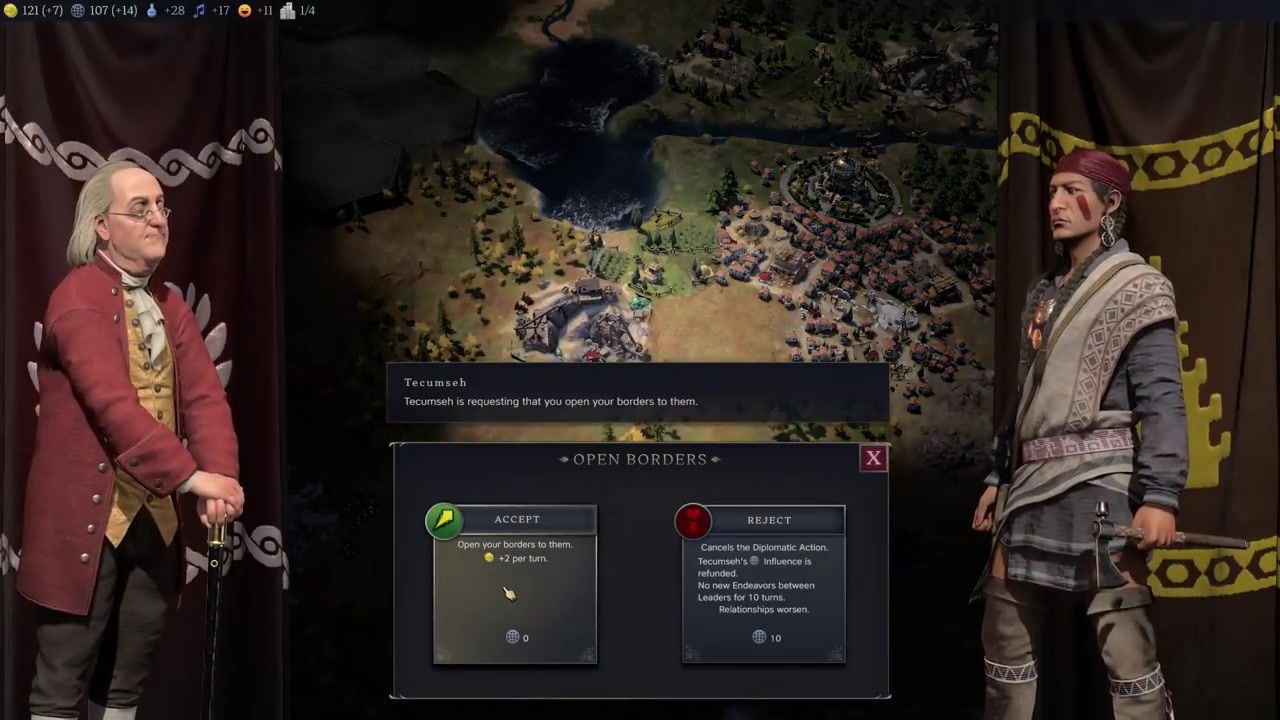 121 (+7) 107 (+14) +28 +17 +11 1/4
Tecumseh
Tecumseh is requesting that you open your borders to them.
OPEN BORDERS
X
ACCEPT
Open your borders to them.
+2 per turn.
0
REJECT
Cancels the Diplomatic Action.
Tecumseh's Influence is
refunded.
No new Endeavors between
Leaders for 10 turns.
Relationships worsen.
10